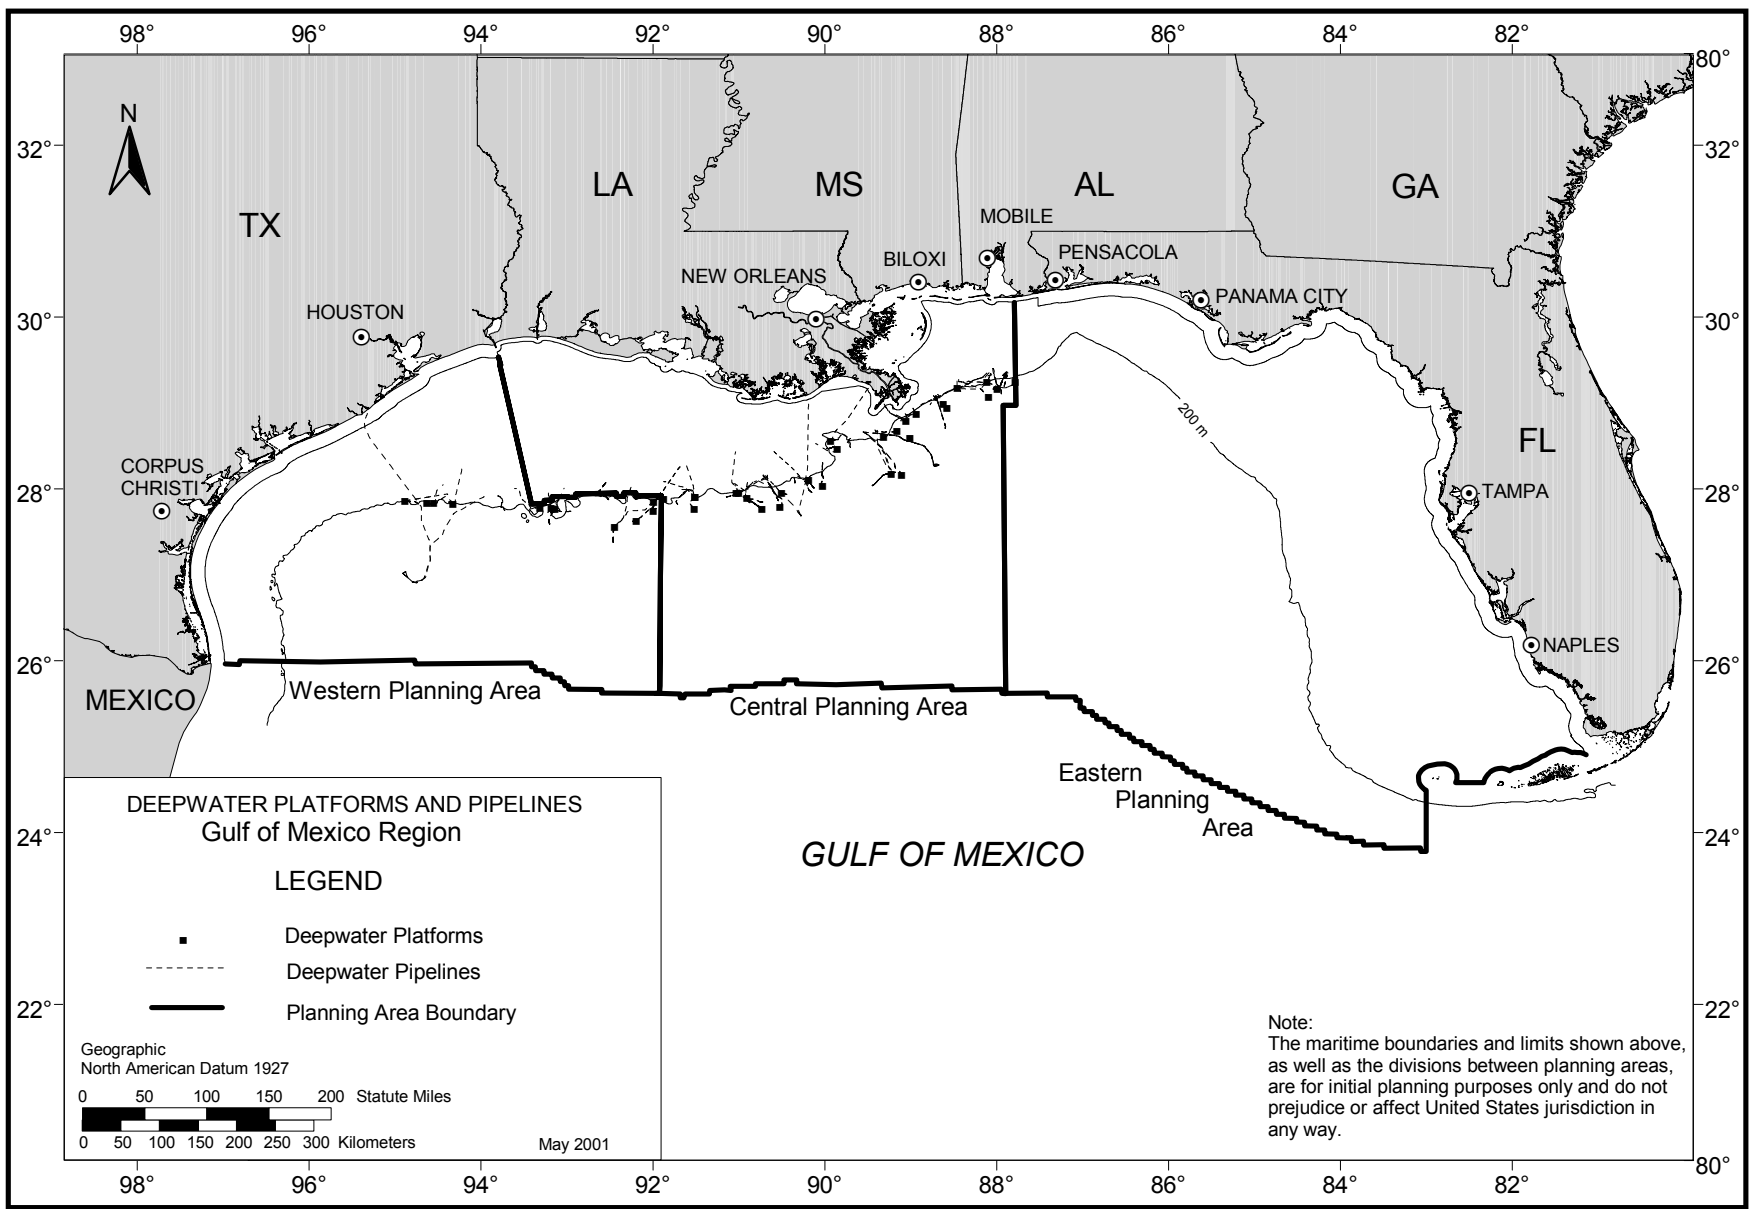 98° 96° 94° 92° 90° 88° 86° 84° 82°
80°
N
32° 32°
LA MS AL GA
TX
MOBILE
BILOXI PENSACOLA
NEW ORLEANS
PANAMA CITY
HOUSTON
30° 30°
200 m
FL
CORPUS
CHRISTI
28° TAMPA 28°
NAPLES
26° 26°
MEXICO
Western Planning Area
Central Planning Area
Eastern
Planning
Area
24° 24°
GULF OF MEXICO
DEEPWATER PLATFORMS AND PIPELINES
Gulf of Mexico Region
LEGEND
Deepwater Platforms
Deepwater Pipelines
Planning Area Boundary
22° 22°
Geographic
North American Datum 1927
0 50 100 150 200 Statute Miles
0 50 100 150 200 250 300 Kilometers
May 2001
Note:
The maritime boundaries and limits shown above,
as well as the divisions between planning areas,
are for initial planning purposes only and do not
prejudice or affect United States jurisdiction in
any way.
80°
98° 96° 94° 92° 90° 88° 86° 84° 82°